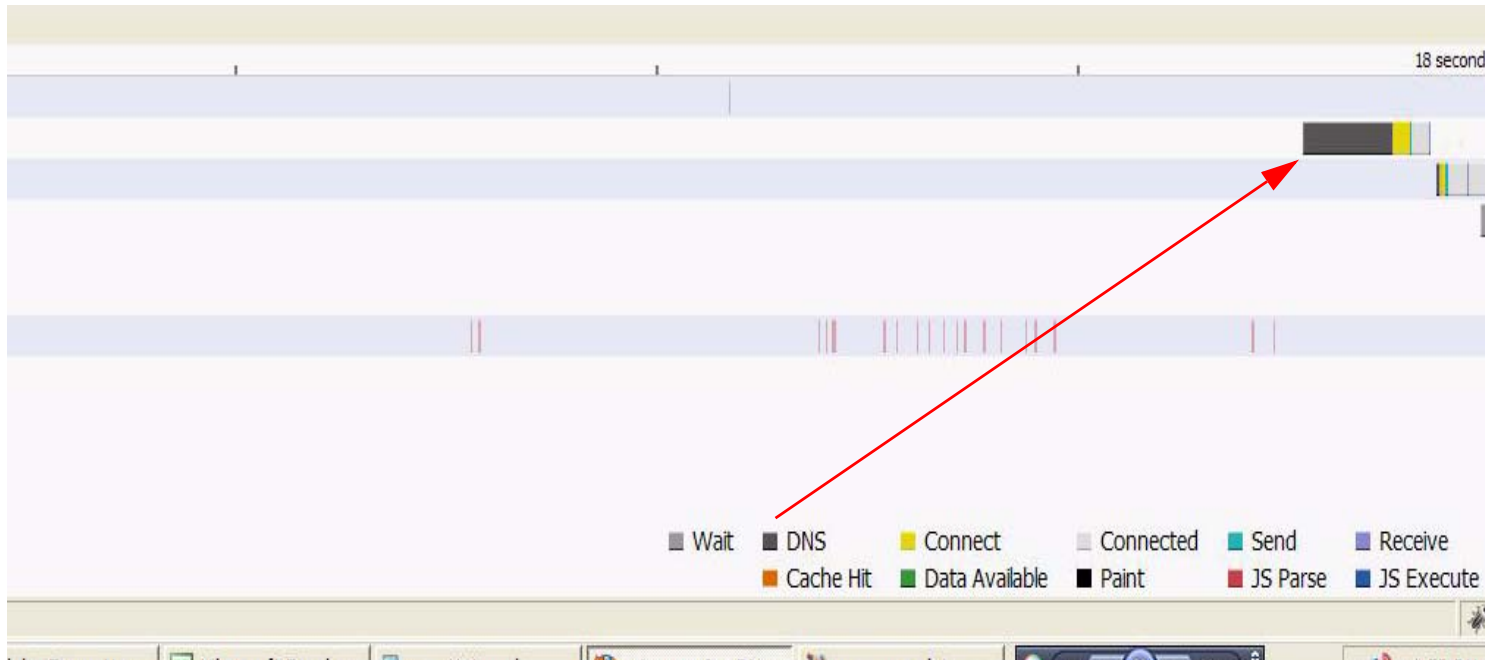 18 second
Wait DNS Connect Connected Send Receive
Cache Hit Data Available Paint JS Parse JS Execute